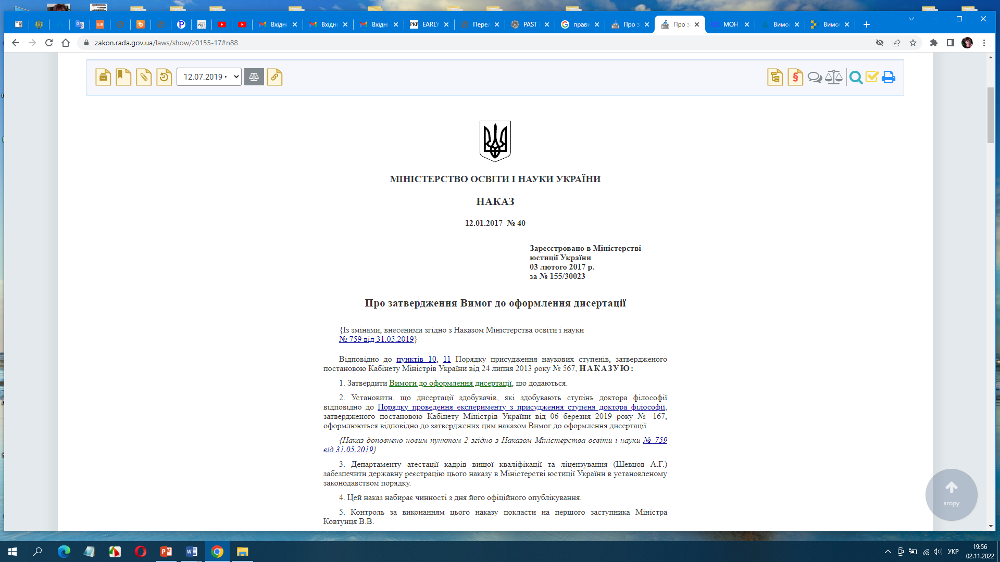 SJR
P
Вхідні
Вхідні
Вхідні
PKP
EARLY
Перел
PAST
G
прави
Про з
Про з
МОН
Вимог
Вимог
zakon.rada.gov.ua/laws/show/z0155-17#n88
12.07.2019 •
§
МІНІСТЕРСТВО ОСВІТИ І НАУКИ УКРАЇНИ
НАКАЗ
12.01.2017 № 40
Зареєстровано в Міністерстві
юстиції України
03 лютого 2017 р.
за № 155/30023
Про затвердження Вимог до оформлення дисертації
{Із змінами, внесеними згідно з Наказом Міністерства освіти і науки
№ 759 від 31.05.2019}
Відповідно до пунктів 10, 11 Порядку присудження наукових ступенів, затвердженого
постановою Кабінету Міністрів України від 24 липня 2013 року № 567, НАКАЗУЮ:
1. Затвердити Вимоги до оформлення дисертації, що додаються.
2. Установити, що дисертації здобувачів, які здобувають ступінь доктора філософії
відповідно до Порядку проведення експерименту з присудження ступеня доктора філософії,
затвердженого постановою Кабінету Міністрів України від 06 березня 2019 року № 167,
оформлюються відповідно до затверджених цим наказом Вимог до оформлення дисертації.
{Наказ доповнено новим пунктом 2 згідно з Наказом Міністерства освіти і науки № 759
від 31.05.2019}
3. Департаменту атестації кадрів вищої кваліфікації та ліцензування (Шевцов А.Г.)
забезпечити державну реєстрацію цього наказу в Міністерстві юстиції України в установленому
законодавством порядку.
4. Цей наказ набирає чинності з дня його офіційного опублікування.
5. Контроль за виконанням цього наказу покласти на першого заступника Міністра
Ковтунця В.В.
вгору
УКР
19:56
02.11.2022